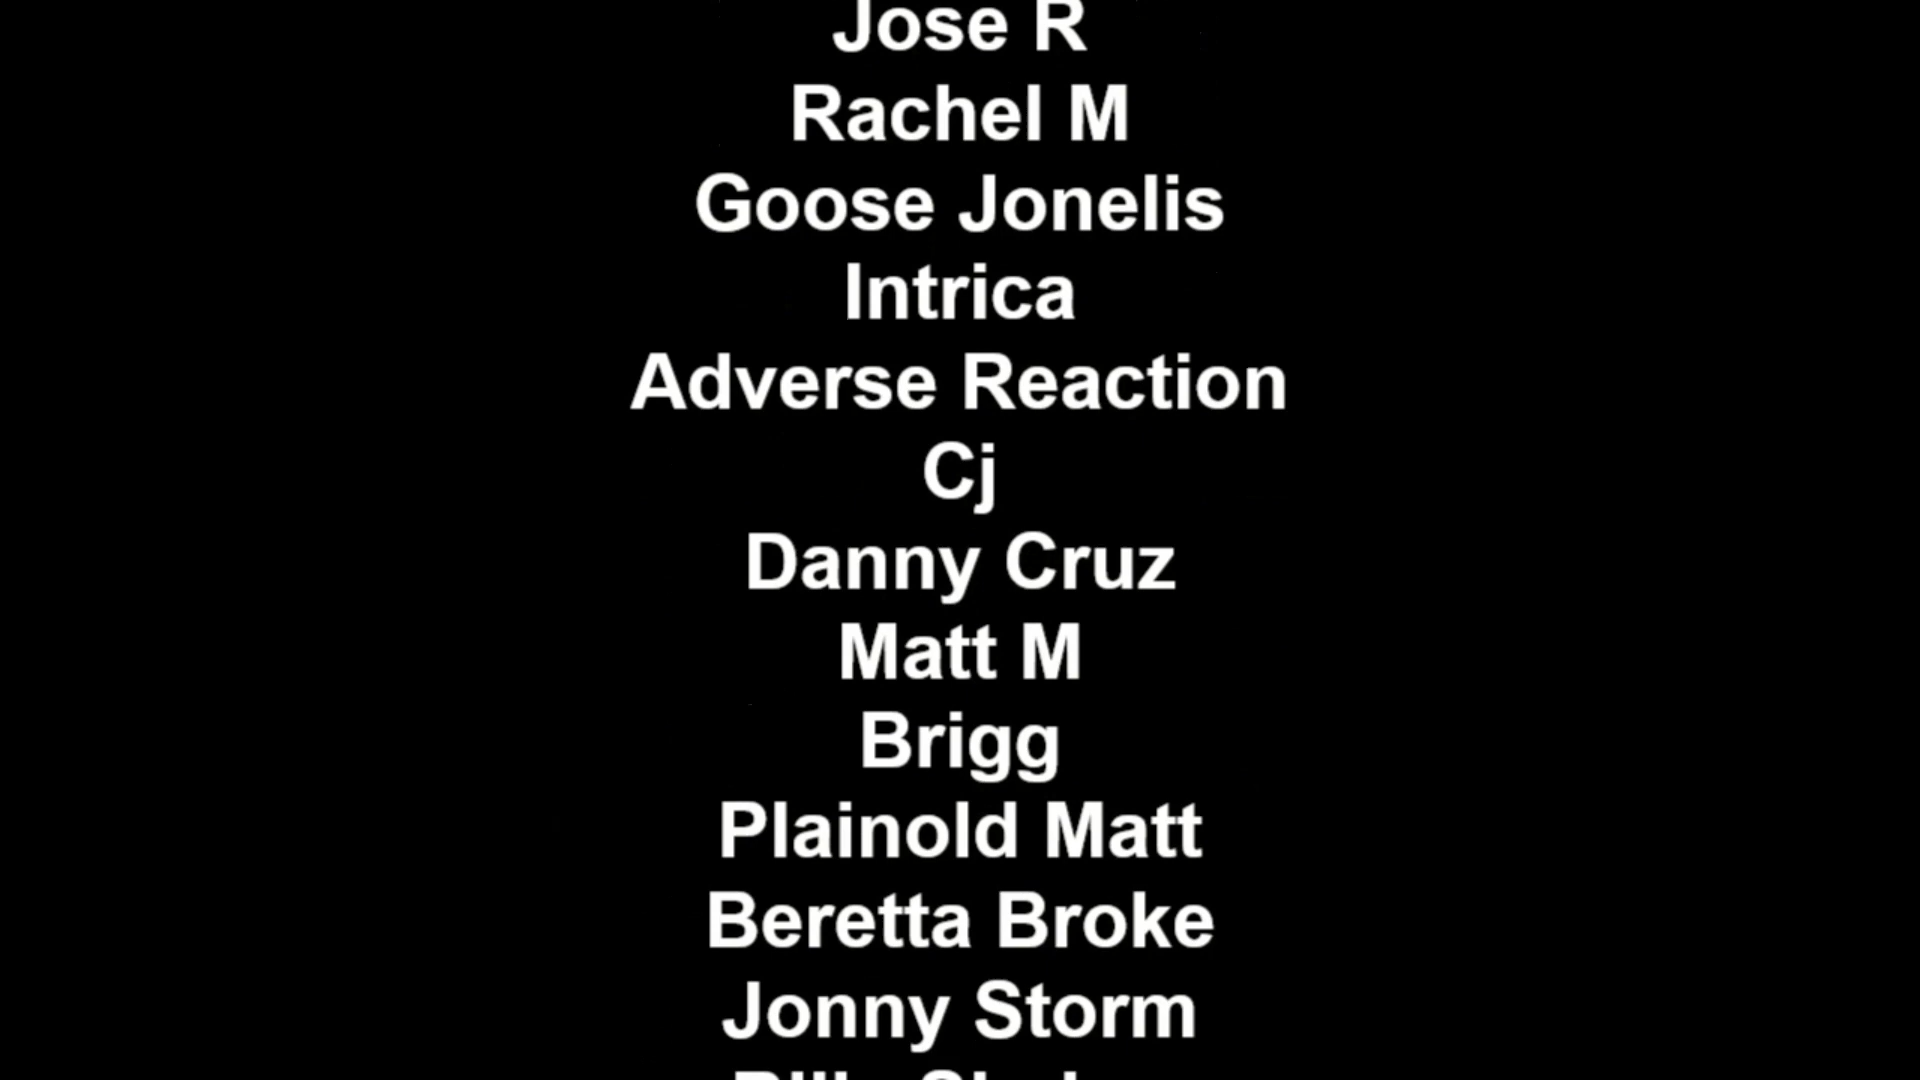 Jose R
Rachel M
Goose Jonelis
Intrica
Adverse Reaction
Cj
Danny Cruz
Matt M
Brigg
Plainold Matt
Beretta Broke
Jonny Storm